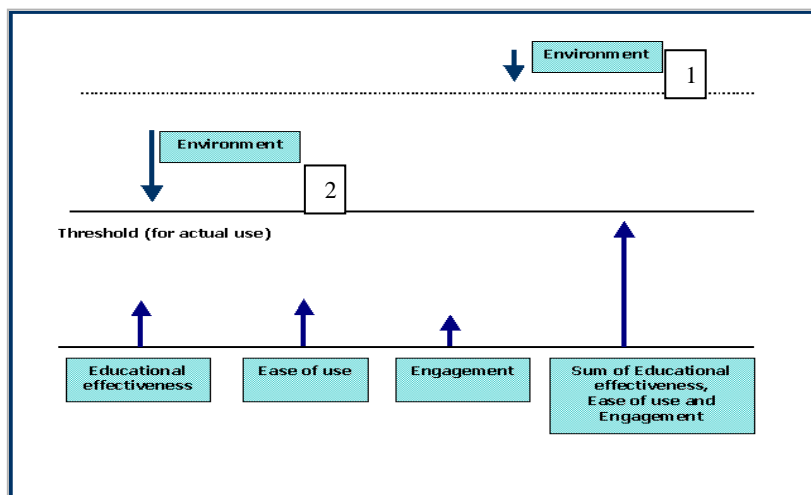 Environment
1
Environment
2
Threshold (for actual use)
Educational
effectiveness
Ease of use
Engagement
Sum of Educational
effectiveness,
Ease of use and
Engagement